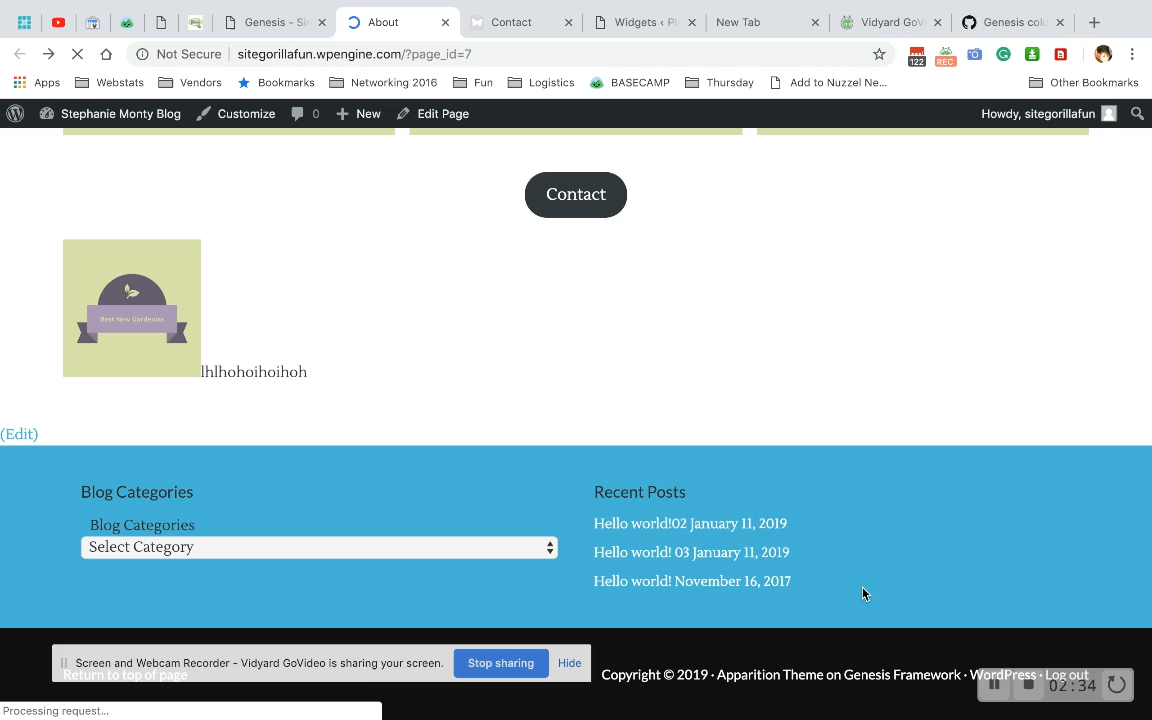 Genesis - Si
About
Contact
Widgets ‹ Pl
New Tab
Vidyard GoV
Genesis colu
Not Secure
sitegorillafun.wpengine.com/?page_id=7
122
REC
Apps
Webstats
Vendors
Bookmarks
Networking 2016
Fun
Logistics
BASECAMP
Thursday
Add to Nuzzel Ne...
Other Bookmarks
Stephanie Monty Blog
Customize
0
New
Edit Page
Howdy, sitegorillafun
Contact
Best New Gardenias
lhlhohoihoihoh
(Edit)
Blog Categories
Blog Categories
Select Category
Recent Posts
Hello world!02 January 11, 2019
Hello world! 03 January 11, 2019
Hello world! November 16, 2017
Screen and Webcam Recorder - Vidyard GoVideo is sharing your screen.
Stop sharing
Hide
Return to top of page
Copyright © 2019 · Apparition Theme on Genesis Framework · WordPress · Log out
02:34
Processing request...